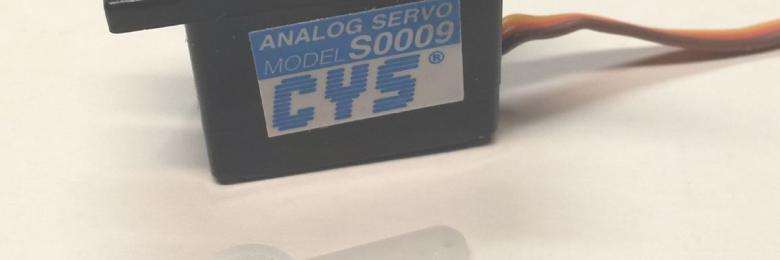 ANALOG SERVO
MODEL S0009
CYS®